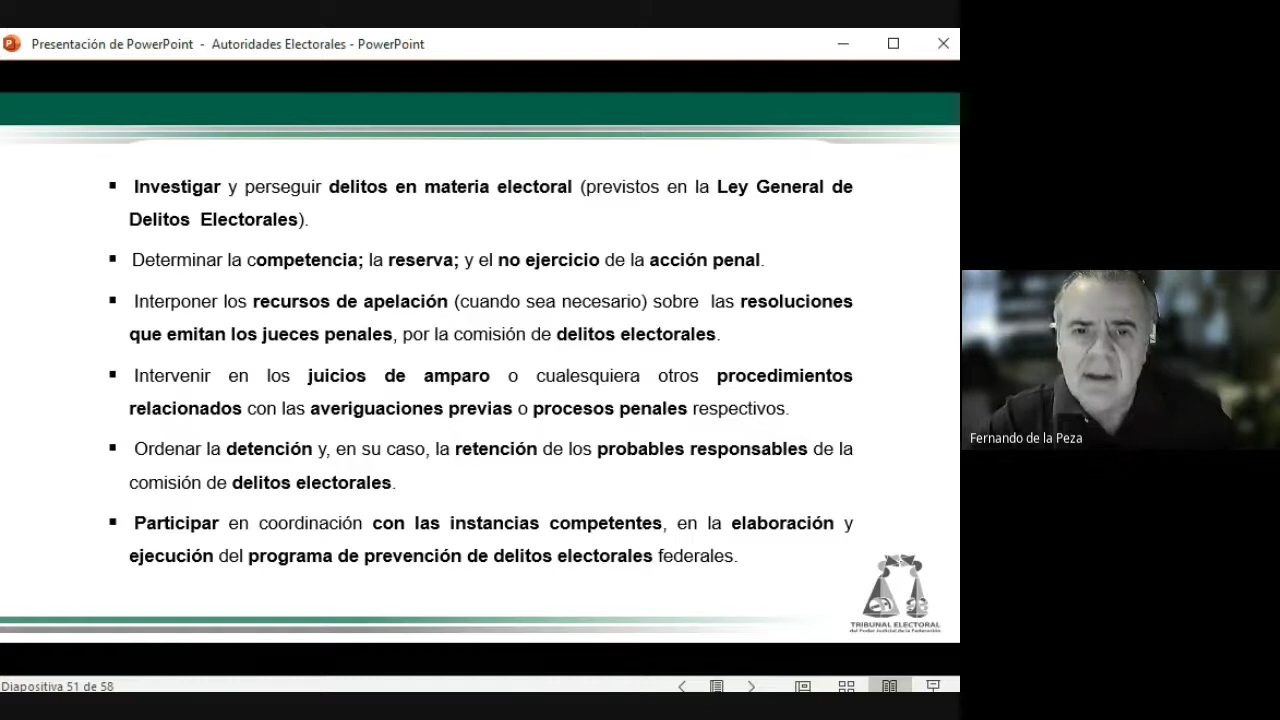 Presentación de PowerPoint - Autoridades Electorales - PowerPoint
▪ Investigar y perseguir delitos en materia electoral (previstos en la Ley General de
Delitos Electorales).
▪ Determinar la competencia; la reserva; y el no ejercicio de la acción penal.
▪ Interponer los recursos de apelación (cuando sea necesario) sobre las resoluciones
que emitan los jueces penales, por la comisión de delitos electorales.
▪ Intervenir en los juicios de amparo o cualesquiera otros procedimientos
relacionados con las averiguaciones previas o procesos penales respectivos.
▪ Ordenar la detención y, en su caso, la retención de los probables responsables de la
comisión de delitos electorales.
▪ Participar en coordinación con las instancias competentes, en la elaboración y
ejecución del programa de prevención de delitos electorales federales.
TRIBUNAL ELECTORAL
del Poder Judicial de la Federación
Diapositiva 51 de 58
Fernando de la Peza